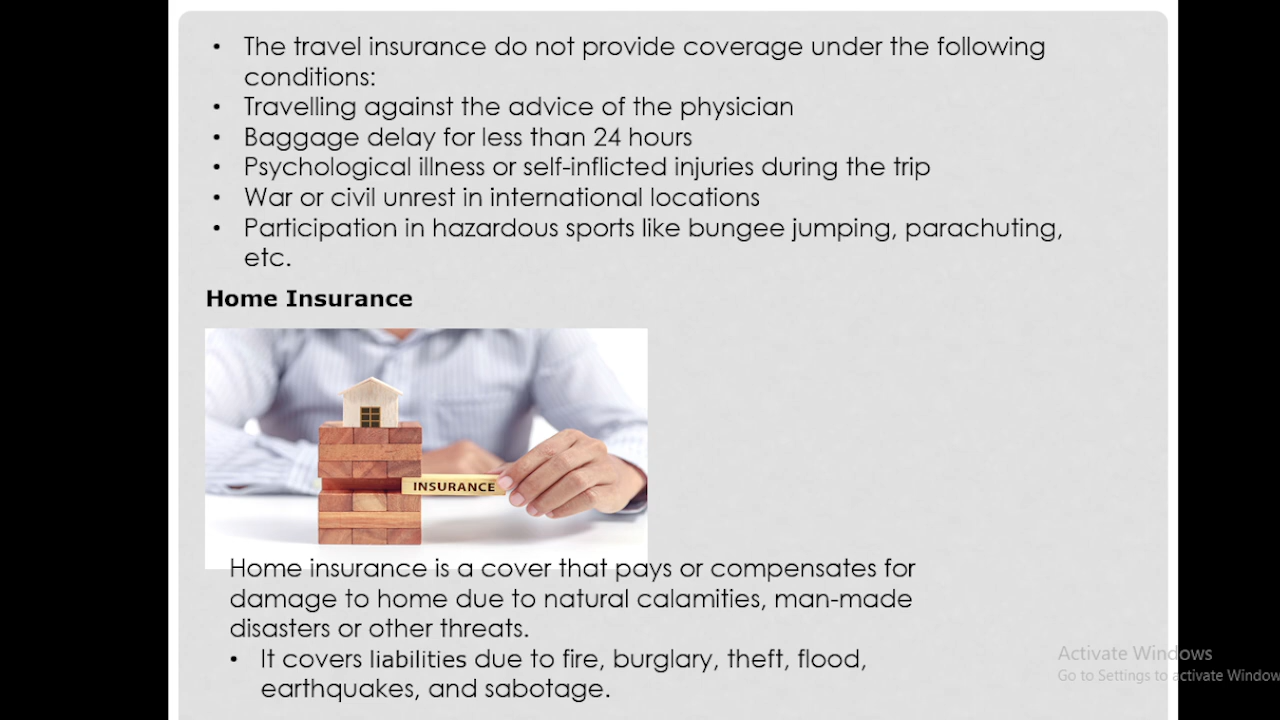 • The travel insurance do not provide coverage under the following
conditions:
• Travelling against the advice of the physician
• Baggage delay for less than 24 hours
• Psychological illness or self-inflicted injuries during the trip
• War or civil unrest in international locations
• Participation in hazardous sports like bungee jumping, parachuting,
etc.
Home Insurance
INSURANCE
Home insurance is a cover that pays or compensates for
damage to home due to natural calamities, man-made
disasters or other threats.
• It covers liabilities due to fire, burglary, theft, flood,
earthquakes, and sabotage.
Activate Windows
Go to Settings to activate Window